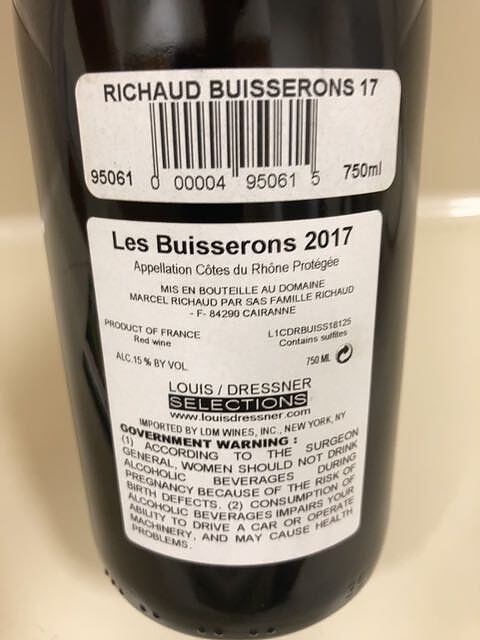 RICHAUD BUISSERONS 17
95061 0 00004 95061 5 750ml
Les Buisserons 2017
Appellation Côtes du Rhône Protégée
MIS EN BOUTEILLE AU DOMAINE
MARCEL RICHAUD PAR SAS FAMILLE RICHAUD
- F- 84290 CAIRANNE
PRODUCT OF FRANCE L1CDRBUISS18125
Red wine Contains sulfites
ALC.15 % BY VOL 750 ML
LOUIS / DRESSNER
SELECTIONS
www.louisdressner.com
IMPORTED BY LDM WINES, INC., NEW YORK, NY
GOVERNMENT WARNING :
(1) ACCORDING TO THE SURGEON
GENERAL, WOMEN SHOULD NOT DRINK
ALCOHOLIC BEVERAGES DURING
PREGNANCY BECAUSE OF THE RISK OF
BIRTH DEFECTS. (2) CONSUMPTION OF
ALCOHOLIC BEVERAGES IMPAIRS YOUR
ABILITY TO DRIVE A CAR OR OPERATE
MACHINERY, AND MAY CAUSE HEALTH
PROBLEMS.